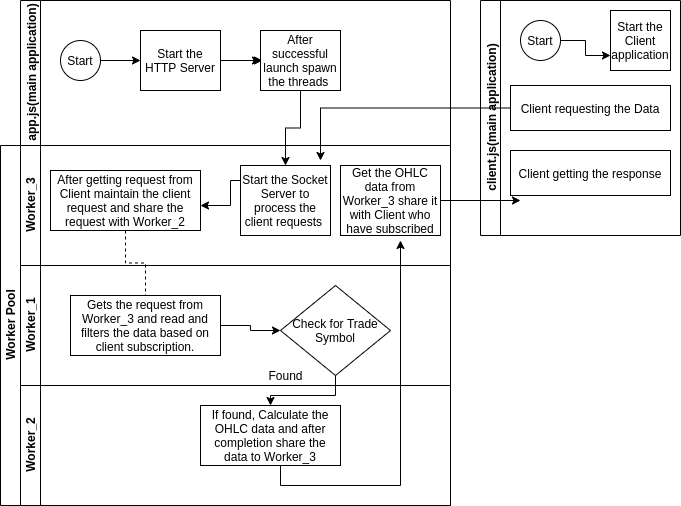 app.js(main application)
Start
Start the
HTTP Server
After
successful
launch spawn
the threads
client.js(main application)
Start
Start the
Client
application
Client requesting the Data
Client getting the response
Worker Pool
Worker_3
After getting request from
Client maintain the client
request and share the
request with Worker_2
Start the Socket
Server to
process the
client requests
Get the OHLC
data from
Worker_3 share it
with Client who
have subscribed
Worker_1
Gets the request from
Worker_3 and read and
filters the data based on
client subscription.
Check for Trade
Symbol
Found
Worker_2
If found, Calculate the
OHLC data and after
completion share the
data to Worker_3